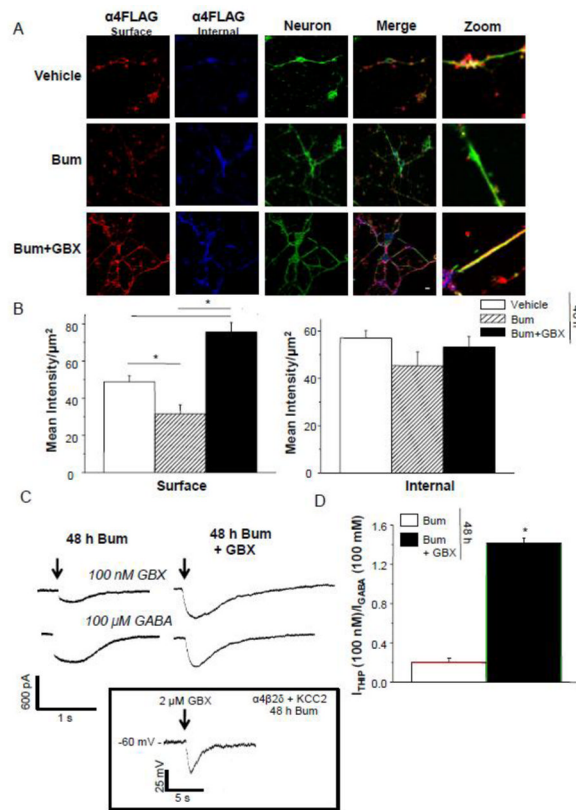 A
α4FLAG Surface
α4FLAG Internal
Neuron
Merge
Zoom
Vehicle
Bum
Bum+GBX
B
Mean Intensity/µm²
80
60
40
20
0
Surface
*
*
Mean Intensity/µm²
60
40
20
0
Internal
Vehicle
Bum
Bum+GBX
C
48 h Bum
48 h Bum
+ GBX
100 nM GBX
100 µM GABA
600 pA
1 s
2 µM GBX
α4β2δ + KCC2
48 h Bum
-60 mV
25 mV
5 s
D
Bum
Bum
+ GBX
48 h
*
I THIP (100 nM)/I GABA (100 mM)
1.6
1.2
0.8
0.4
0.0